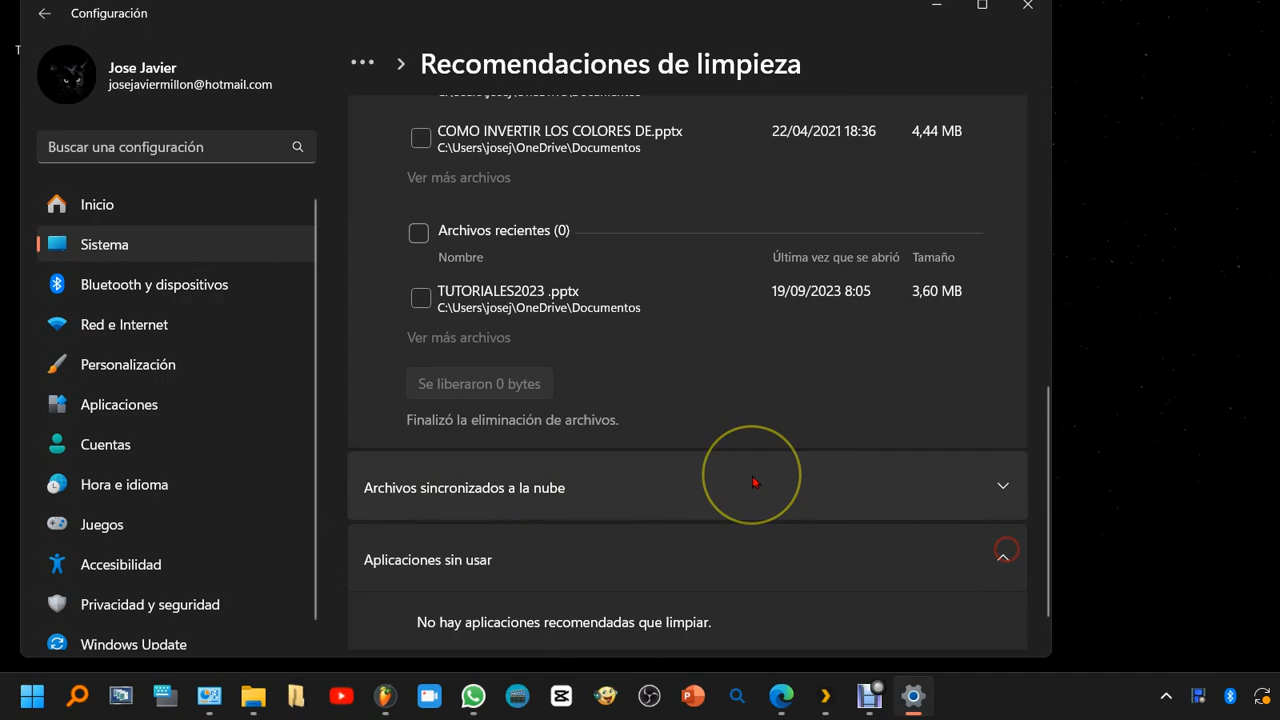 Configuración
Jose Javier
josejaviermillon@hotmail.com
Buscar una configuración
Inicio
Sistema
Bluetooth y dispositivos
Red e Internet
Personalización
Aplicaciones
Cuentas
Hora e idioma
Juegos
Accesibilidad
Privacidad y seguridad
Windows Update
... > Recomendaciones de limpieza
C:\Users\josej\OneDrive\Documentos
COMO INVERTIR LOS COLORES DE.pptx 22/04/2021 18:36 4,44 MB
C:\Users\josej\OneDrive\Documentos
Ver más archivos
Archivos recientes (0)
Nombre Última vez que se abrió Tamaño
TUTORIALES2023 .pptx 19/09/2023 8:05 3,60 MB
C:\Users\josej\OneDrive\Documentos
Ver más archivos
Se liberaron 0 bytes
Finalizó la eliminación de archivos.
Archivos sincronizados a la nube
Aplicaciones sin usar
No hay aplicaciones recomendadas que limpiar.